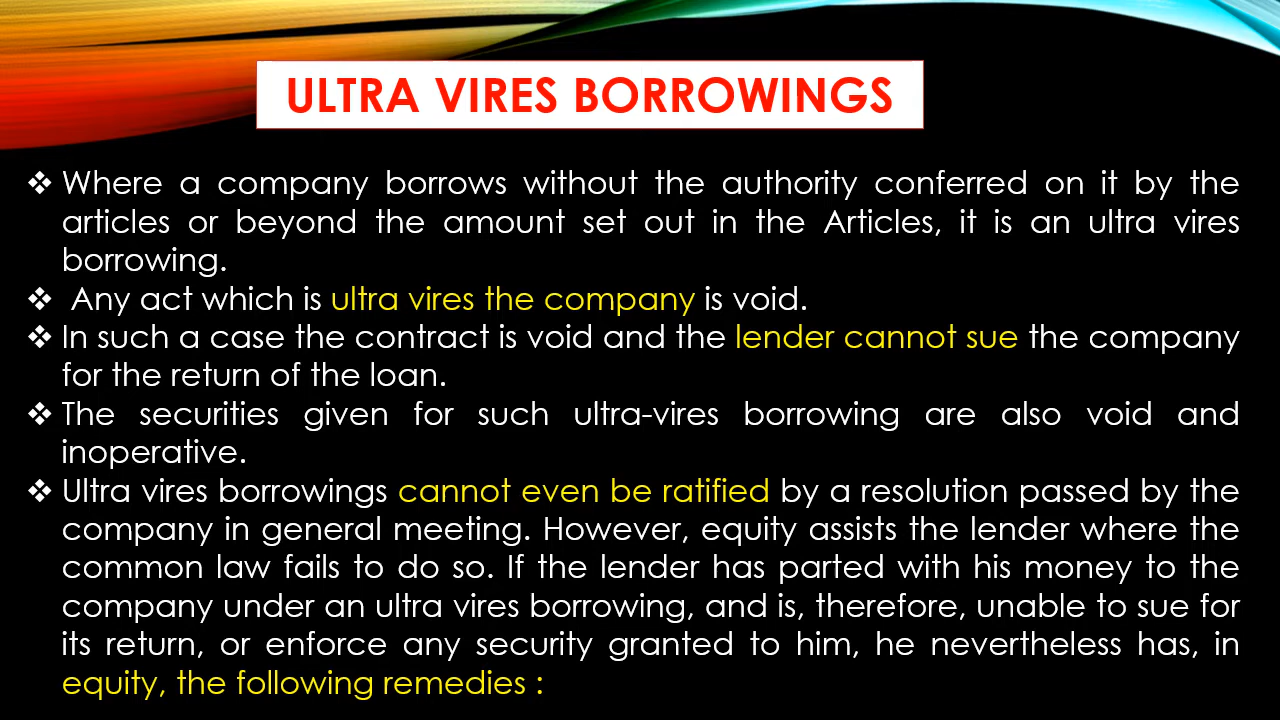 ULTRA VIRES BORROWINGS
❖ Where a company borrows without the authority conferred on it by the
articles or beyond the amount set out in the Articles, it is an ultra vires
borrowing.
❖ Any act which is ultra vires the company is void.
❖ In such a case the contract is void and the lender cannot sue the company
for the return of the loan.
❖ The securities given for such ultra-vires borrowing are also void and
inoperative.
❖ Ultra vires borrowings cannot even be ratified by a resolution passed by the
company in general meeting. However, equity assists the lender where the
common law fails to do so. If the lender has parted with his money to the
company under an ultra vires borrowing, and is, therefore, unable to sue for
its return, or enforce any security granted to him, he nevertheless has, in
equity, the following remedies :